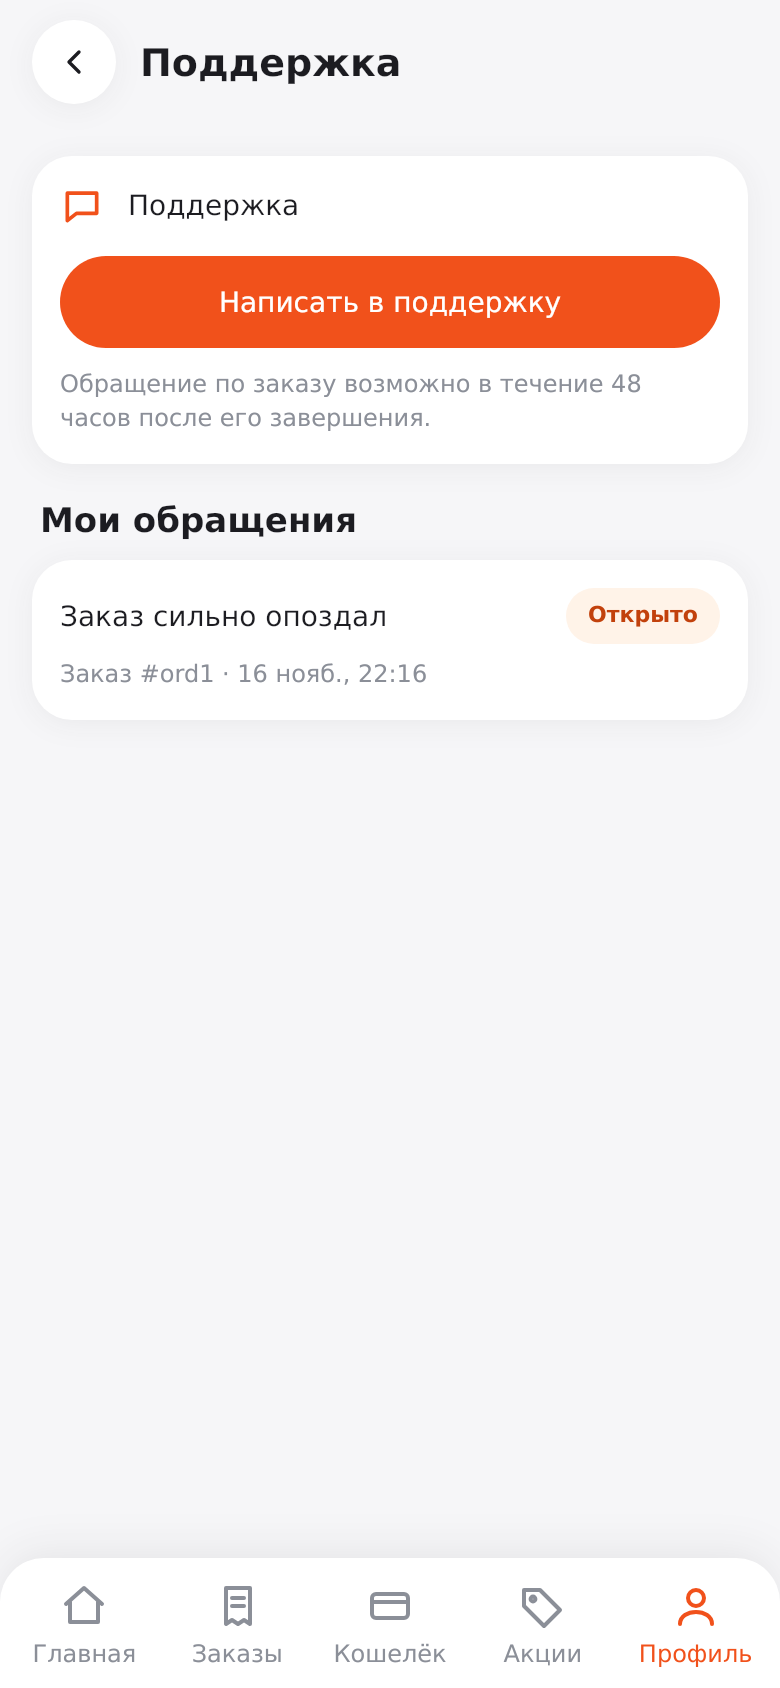 Поддержка
Поддержка
Написать в поддержку
Обращение по заказу возможно в течение 48
часов после его завершения.
Мои обращения
Заказ сильно опоздал
Открыто
Заказ #ord1 · 16 нояб., 22:16
Главная
Заказы
Кошелёк
Акции
Профиль